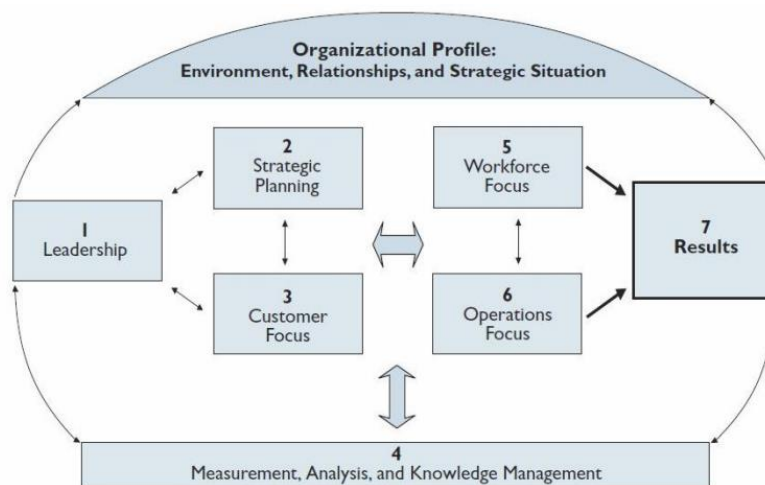 Organizational Profile:
Environment, Relationships, and Strategic Situation
2
Strategic
Planning
5
Workforce
Focus
1
Leadership
7
Results
3
Customer
Focus
6
Operations
Focus
4
Measurement, Analysis, and Knowledge Management